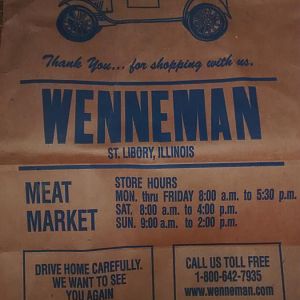 Thank You... for shopping with us.
WENNEMAN
ST. LIBORY, ILLINOIS
MEAT
MARKET
STORE HOURS
MON. thru FRIDAY 8:00 a.m. to 5:30 p.m.
SAT. 8:00 a.m. to 4:00 p.m.
SUN. 9:00 a.m. to 2:00 p.m.
DRIVE HOME CAREFULLY.
WE WANT TO SEE
YOU AGAIN
CALL US TOLL FREE
1-800-642-7935
www.wenneman.com